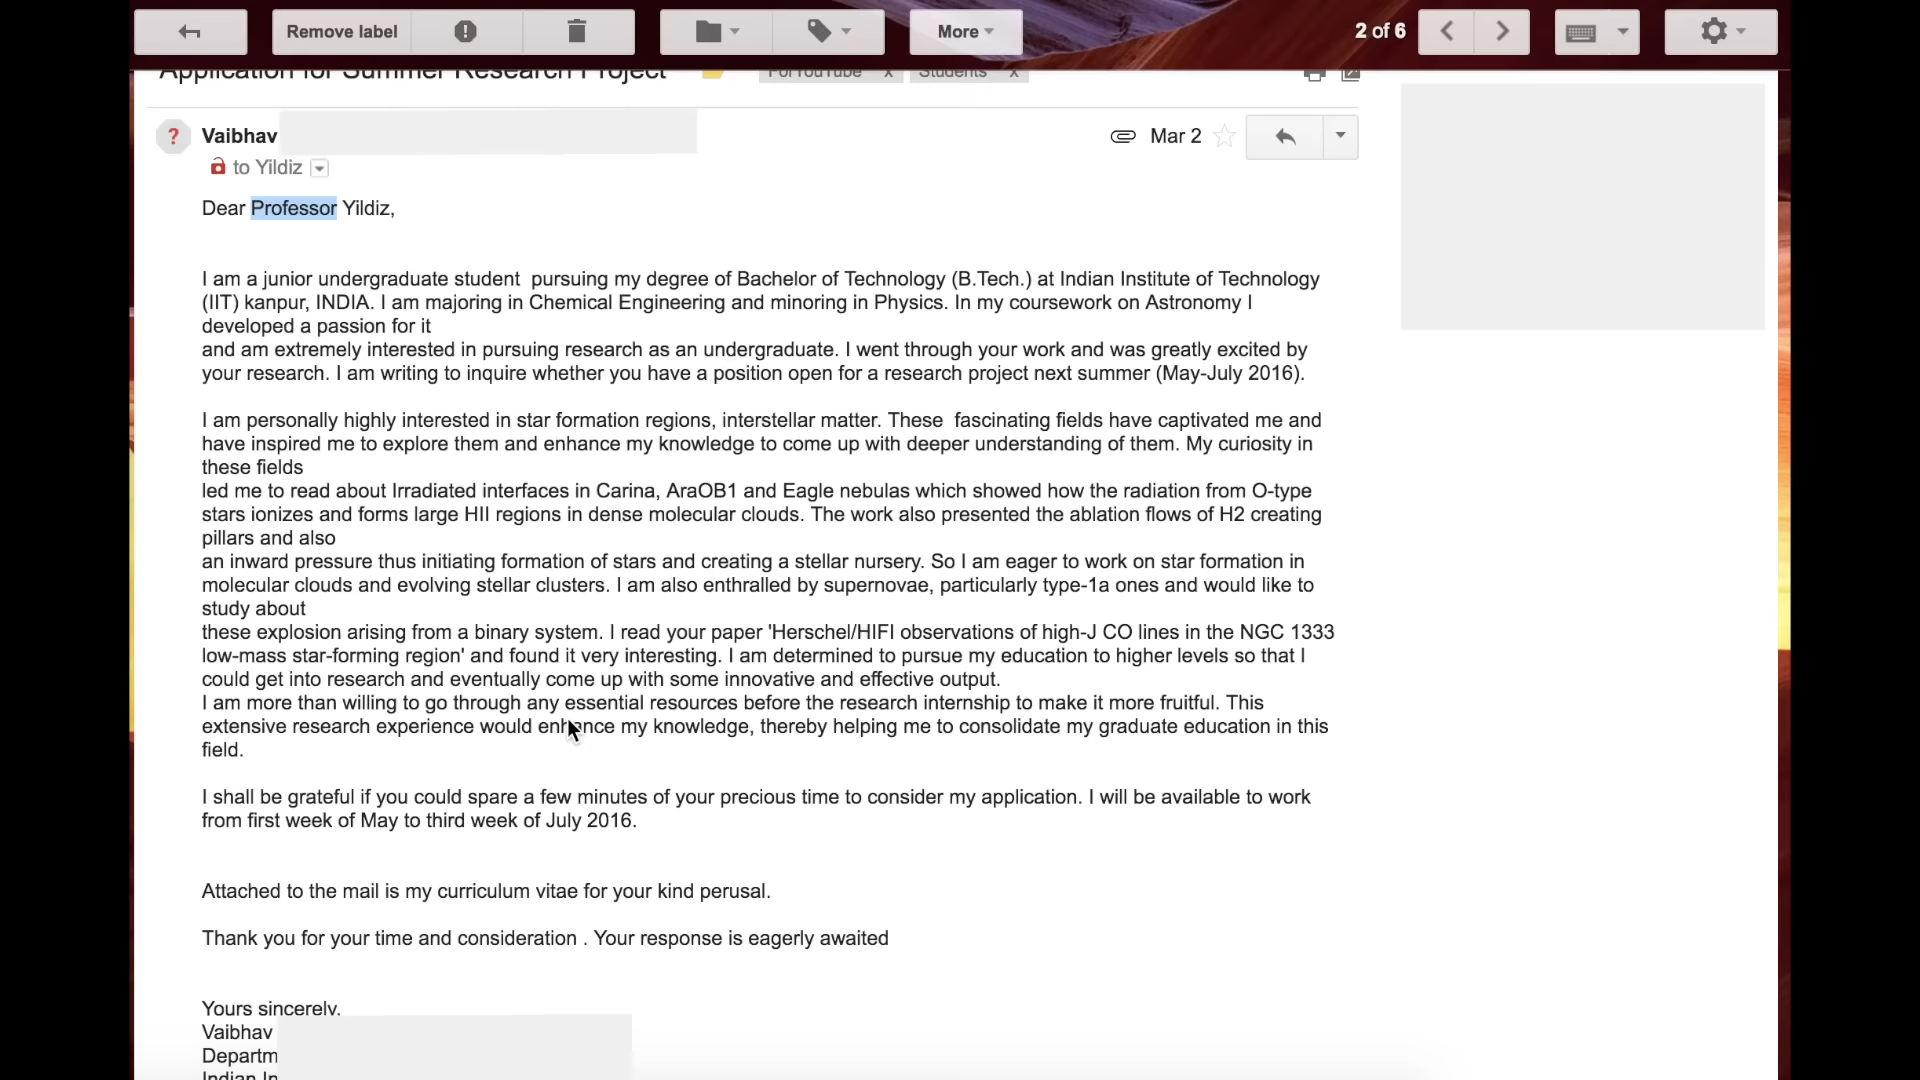 Remove label
More
2 of 6
Application for Summer Research Project
ForYouTube x
Students x
? Vaibhav
Mar 2
to Yildiz
Dear Professor Yildiz,
I am a junior undergraduate student  pursuing my degree of Bachelor of Technology (B.Tech.) at Indian Institute of Technology
(IIT) kanpur, INDIA. I am majoring in Chemical Engineering and minoring in Physics. In my coursework on Astronomy I
developed a passion for it
and am extremely interested in pursuing research as an undergraduate. I went through your work and was greatly excited by
your research. I am writing to inquire whether you have a position open for a research project next summer (May-July 2016).
I am personally highly interested in star formation regions, interstellar matter. These  fascinating fields have captivated me and
have inspired me to explore them and enhance my knowledge to come up with deeper understanding of them. My curiosity in
these fields
led me to read about Irradiated interfaces in Carina, AraOB1 and Eagle nebulas which showed how the radiation from O-type
stars ionizes and forms large HII regions in dense molecular clouds. The work also presented the ablation flows of H2 creating
pillars and also
an inward pressure thus initiating formation of stars and creating a stellar nursery. So I am eager to work on star formation in
molecular clouds and evolving stellar clusters. I am also enthralled by supernovae, particularly type-1a ones and would like to
study about
these explosion arising from a binary system. I read your paper 'Herschel/HIFI observations of high-J CO lines in the NGC 1333
low-mass star-forming region' and found it very interesting. I am determined to pursue my education to higher levels so that I
could get into research and eventually come up with some innovative and effective output.
I am more than willing to go through any essential resources before the research internship to make it more fruitful. This
extensive research experience would enhance my knowledge, thereby helping me to consolidate my graduate education in this
field.
I shall be grateful if you could spare a few minutes of your precious time to consider my application. I will be available to work
from first week of May to third week of July 2016.
Attached to the mail is my curriculum vitae for your kind perusal.
Thank you for your time and consideration . Your response is eagerly awaited
Yours sincerely,
Vaibhav
Departm
Indian In